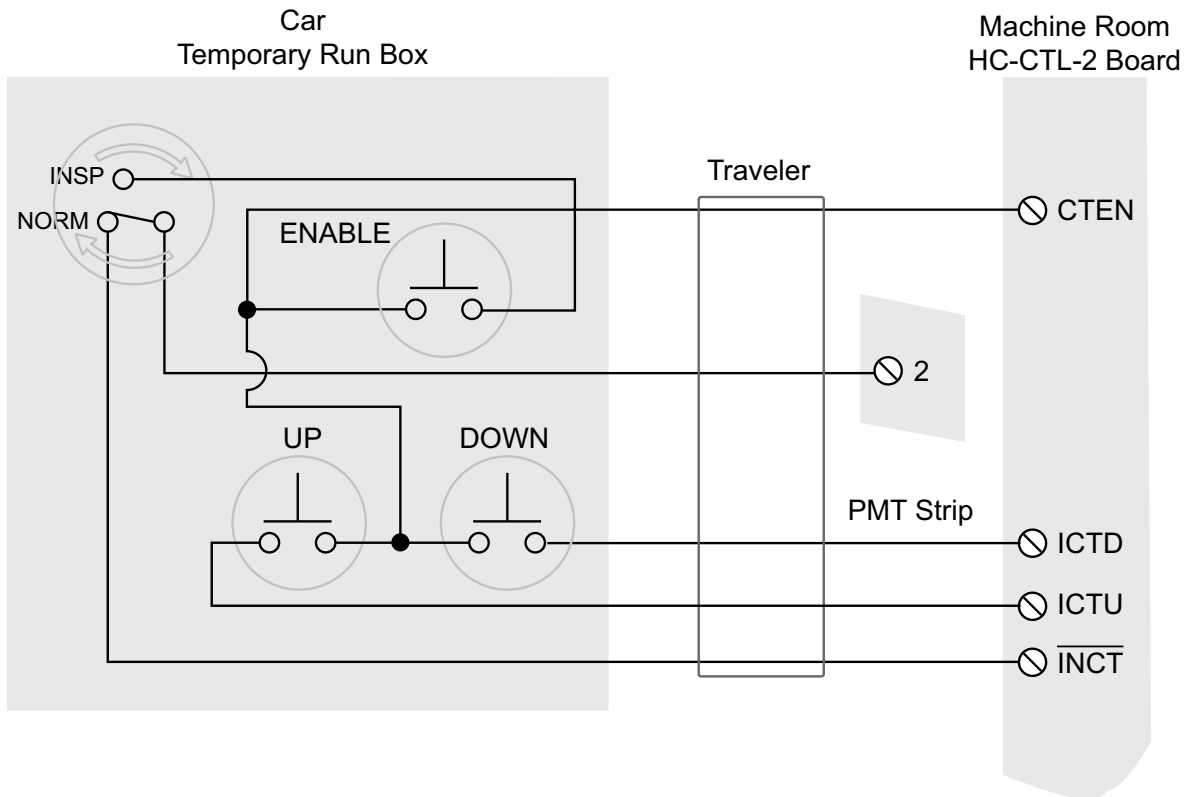 Car
Temporary Run Box
Machine Room
HC-CTL-2 Board
INSP
NORM
ENABLE
Traveler
CTEN
2
UP
DOWN
PMT Strip
ICTD
ICTU
INCT